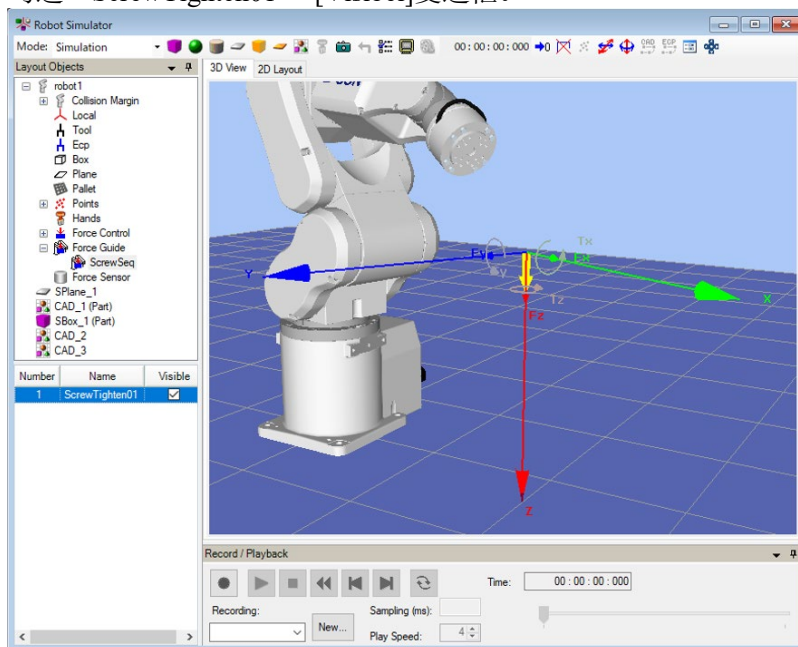 Robot Simulator
Mode: Simulation
00 : 00 : 00 : 000
Layout Objects
3D View
2D Layout
robot1
Collision Margin
Local
Tool
Ecp
Box
Plane
Pallet
Points
Hands
Force Control
Force Guide
ScrewSeq
Force Sensor
SPlane_1
CAD_1 (Part)
SBox_1 (Part)
CAD_2
CAD_3
Number Name Visible
1 ScrewTighten01
Tx
Fy
Fx
Y
Tz
X
Fz
Z
Record / Playback
Time: 00 : 00 : 00 : 000
Recording:
Sampling (ms):
New...
Play Speed: 4